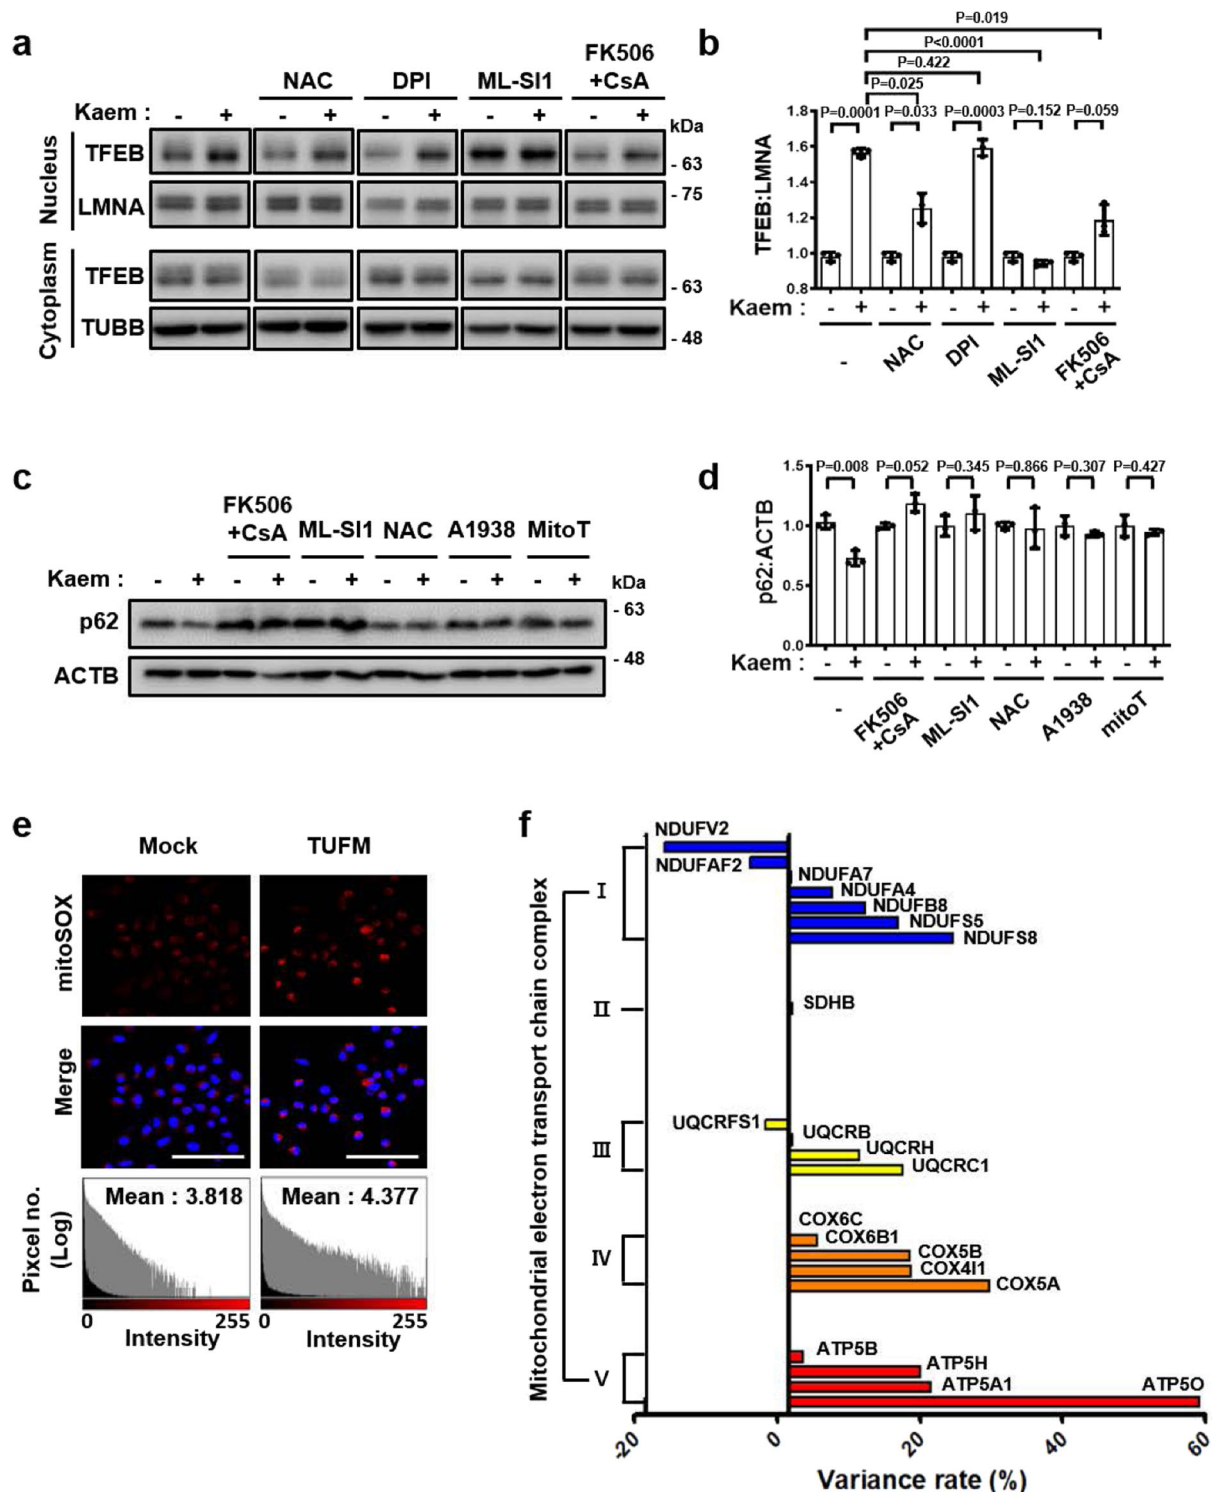 a
FK506
NAC DPI ML-SI1 +CsA
Kaem : - + - + - + - + - +
kDa
Nucleus
TFEB
- 63
LMNA
- 75
Cytoplasm
TFEB
- 63
TUBB
- 48
b
P=0.019
P<0.0001
P=0.422
P=0.025
P=0.0001 P=0.033 P=0.0003 P=0.152 P=0.059
TFEB:LMNA
1.8
1.6
1.4
1.2
1.0
0.8
Kaem : - + - + - + - + - +
- NAC DPI ML-SI1 FK506
+CsA
c
FK506
+CsA ML-SI1 NAC A1938 MitoT
Kaem : - + - + - + - + - + - +
kDa
p62
- 63
ACTB
- 48
d
P=0.008 P=0.052 P=0.345 P=0.866 P=0.307 P=0.427
p62:ACTB
1.5
1.0
0.5
0.0
Kaem : - + - + - + - + - + - +
- FK506
+CsA ML-SI1 NAC A1938 mitoT
e
Mock TUFM
mitoSOX
Merge
Pixcel no.
(Log)
Mean : 3.818 Mean : 4.377
0 255 0 255
Intensity Intensity
f
Mitochondrial electron transport chain complex
I
NDUFV2
NDUFAF2
NDUFA7
NDUFA4
NDUFB8
NDUFS5
NDUFS8
II
SDHB
III
UQCRFS1
UQCRB
UQCRH
UQCRC1
IV
COX6C
COX6B1
COX5B
COX4I1
COX5A
V
ATP5B
ATP5H
ATP5A1
ATP5O
-20 0 20 40 60
Variance rate (%)